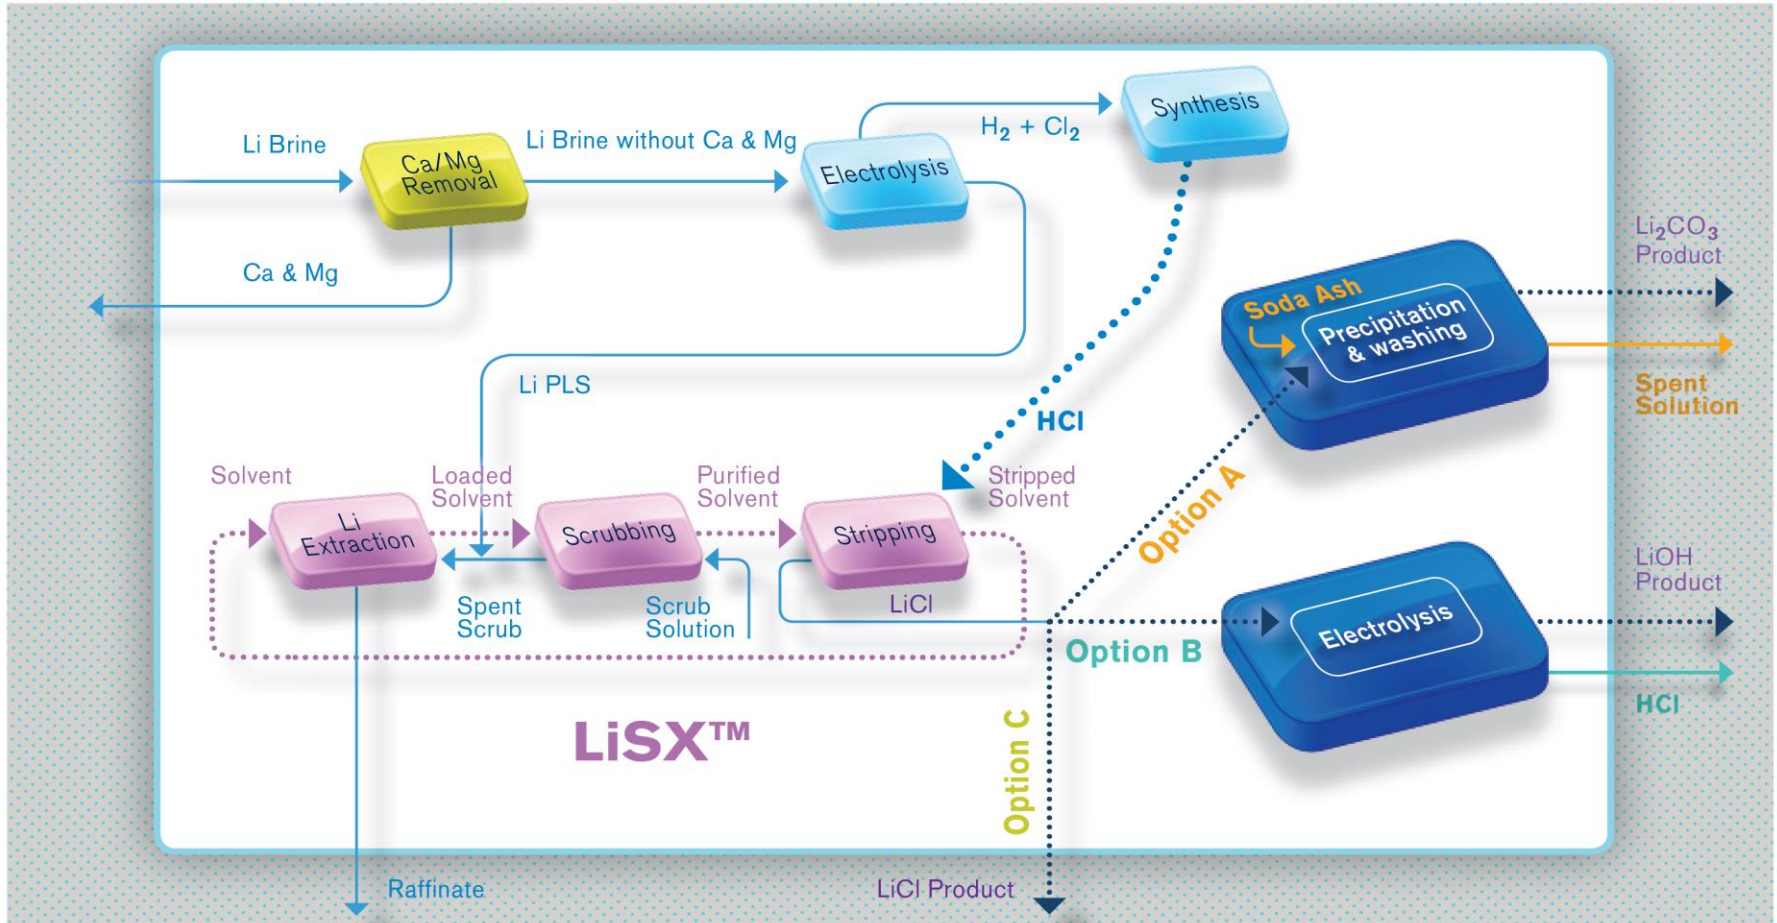 Li Brine
Ca/Mg
Removal
Li Brine without Ca & Mg
Electrolysis
H₂ + Cl₂
Synthesis
Ca & Mg
Li PLS
HCl
Soda Ash
Precipitation
& washing
Li₂CO₃
Product
Spent
Solution
Solvent
Li
Extraction
Loaded
Solvent
Scrubbing
Purified
Solvent
Stripping
Stripped
Solvent
Spent
Scrub
Scrub
Solution
LiCl
Option A
Option B
Electrolysis
LiOH
Product
HCl
LiSX™
Option C
Raffinate
LiCl Product